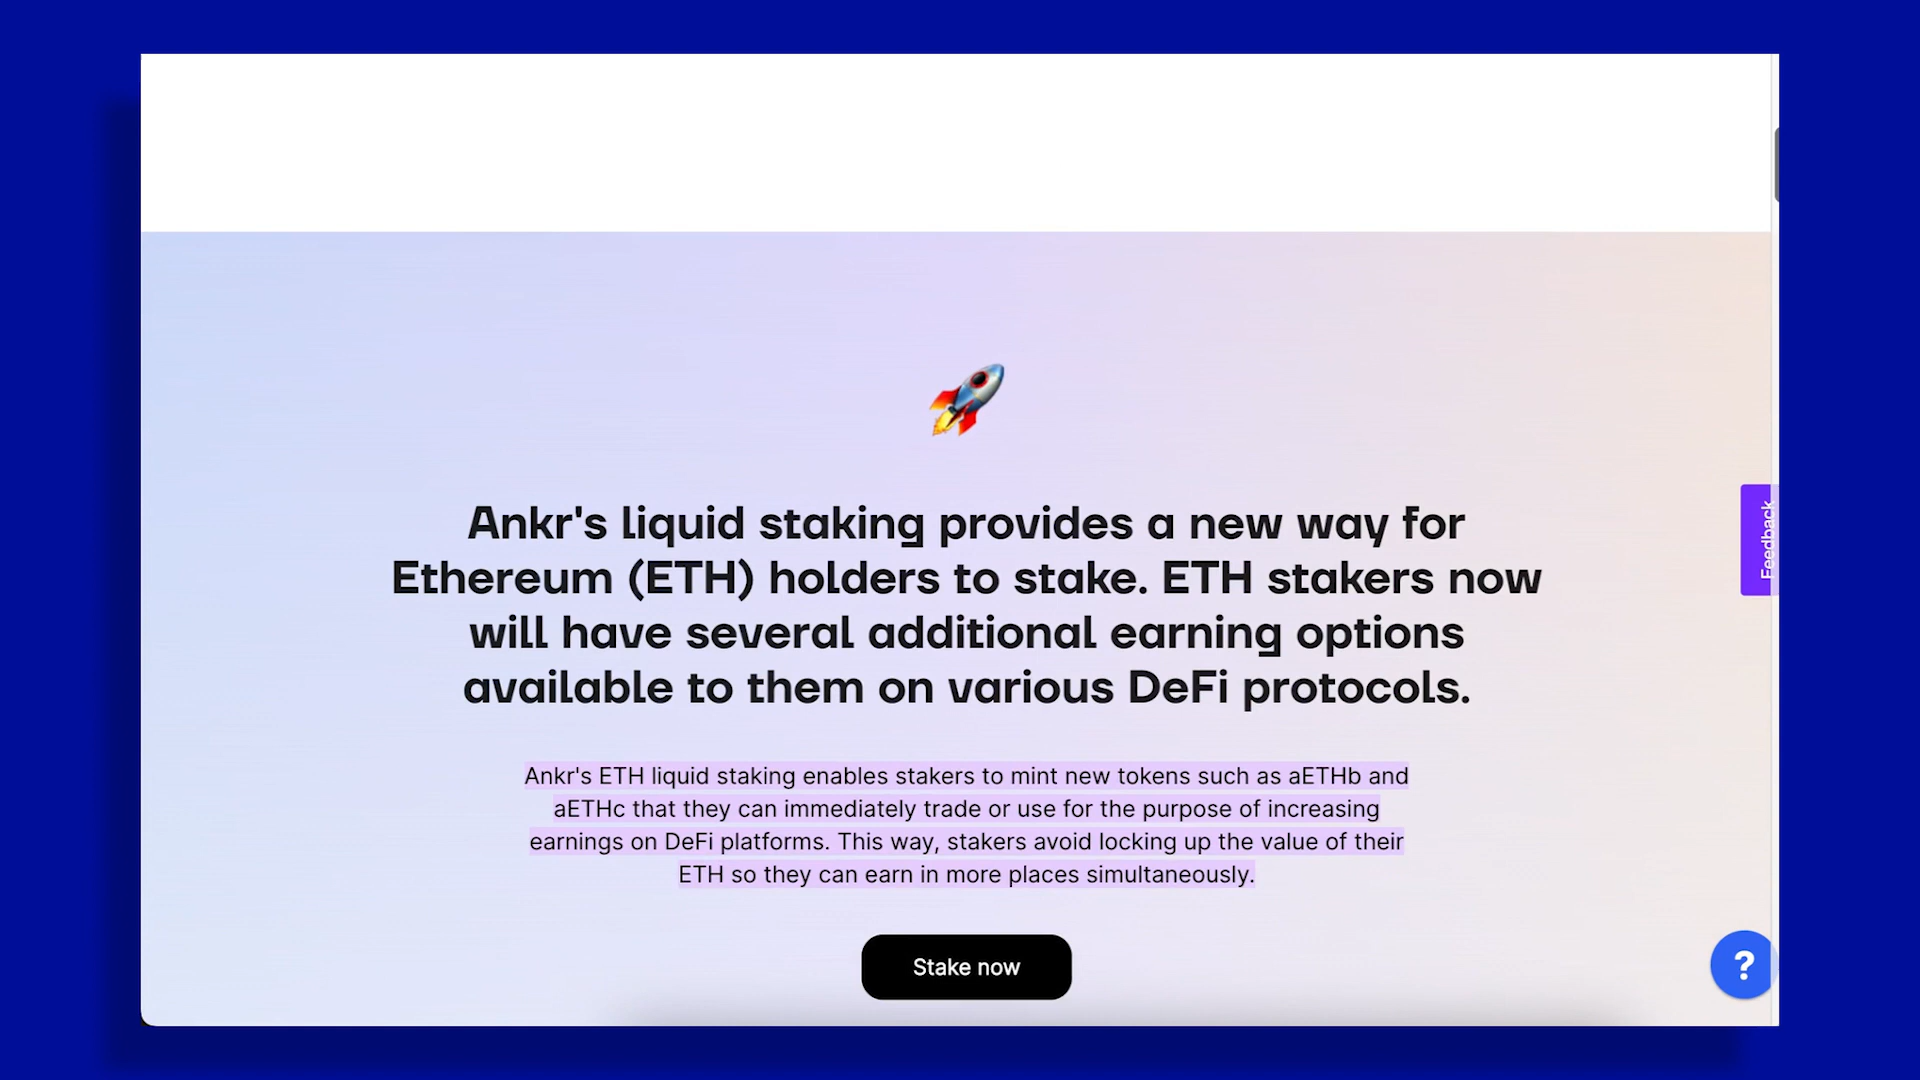 Ankr's liquid staking provides a new way for
Ethereum (ETH) holders to stake. ETH stakers now
will have several additional earning options
available to them on various DeFi protocols.
Ankr's ETH liquid staking enables stakers to mint new tokens such as aETHb and
aETHc that they can immediately trade or use for the purpose of increasing
earnings on DeFi platforms. This way, stakers avoid locking up the value of their
ETH so they can earn in more places simultaneously.
Stake now
Feedback
?